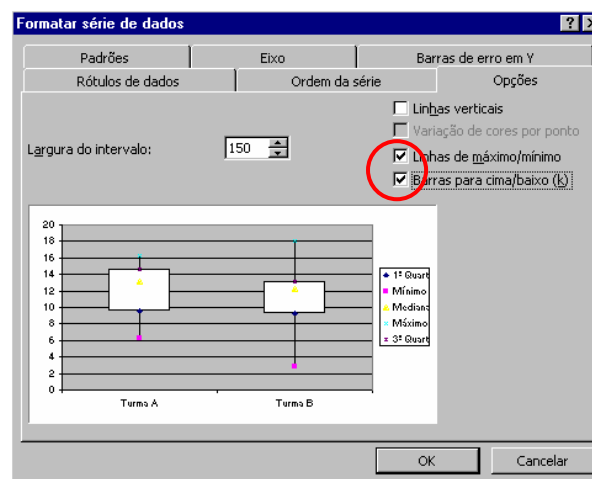 Formatar série de dados
Padrões Eixo Barras de erro em Y
Rótulos de dados Ordem da série Opções
Linhas verticais
Variação de cores por ponto
Largura do intervalo: 150
Linhas de máximo/mínimo
Barras para cima/baixo (k)
20
18
16
14
12
10
8
6
4
2
0
Turma A Turma B
1º Quart
Mínimo
Mediana
Máximo
3º Quart
OK Cancelar